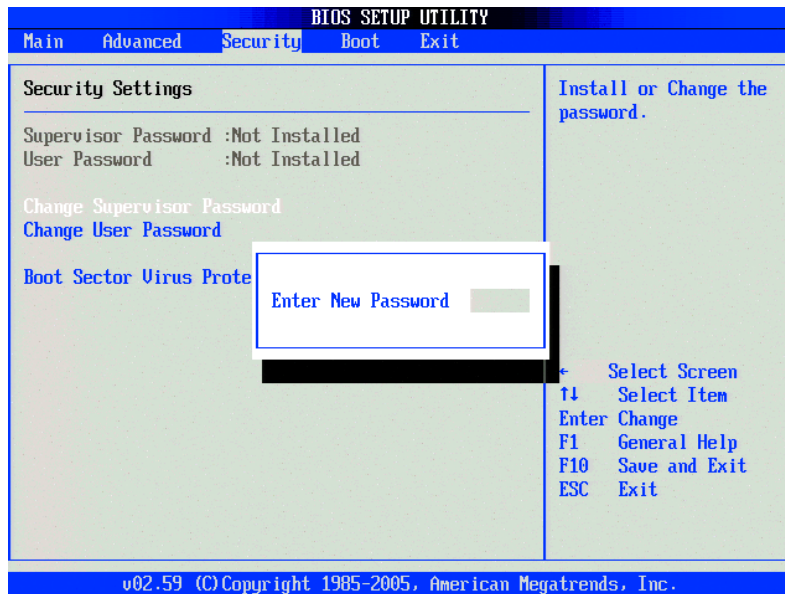 BIOS SETUP UTILITY
Main Advanced Security Boot Exit
Security Settings
Supervisor Password :Not Installed
User Password :Not Installed
Change Supervisor Password
Change User Password
Boot Sector Virus Prote
Enter New Password
Install or Change the
password.
← Select Screen
↑↓ Select Item
Enter Change
F1 General Help
F10 Save and Exit
ESC Exit
v02.59 (C)Copyright 1985-2005, American Megatrends, Inc.